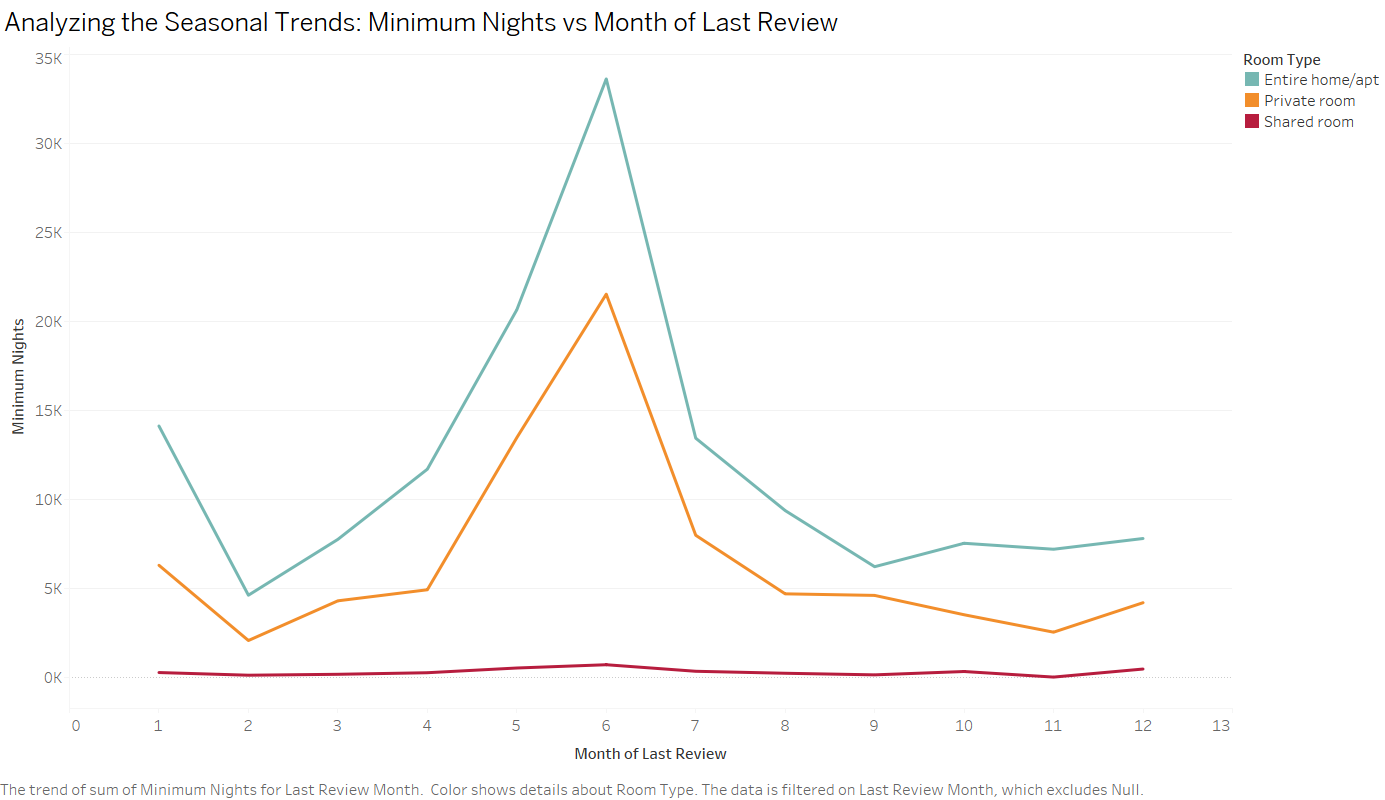 Analyzing the Seasonal Trends: Minimum Nights vs Month of Last Review
35K
30K
25K
20K
15K
10K
5K
0K
Minimum Nights
0 1 2 3 4 5 6 7 8 9 10 11 12 13
Month of Last Review
Room Type
Entire home/apt
Private room
Shared room
The trend of sum of Minimum Nights for Last Review Month. Color shows details about Room Type. The data is filtered on Last Review Month, which excludes Null.